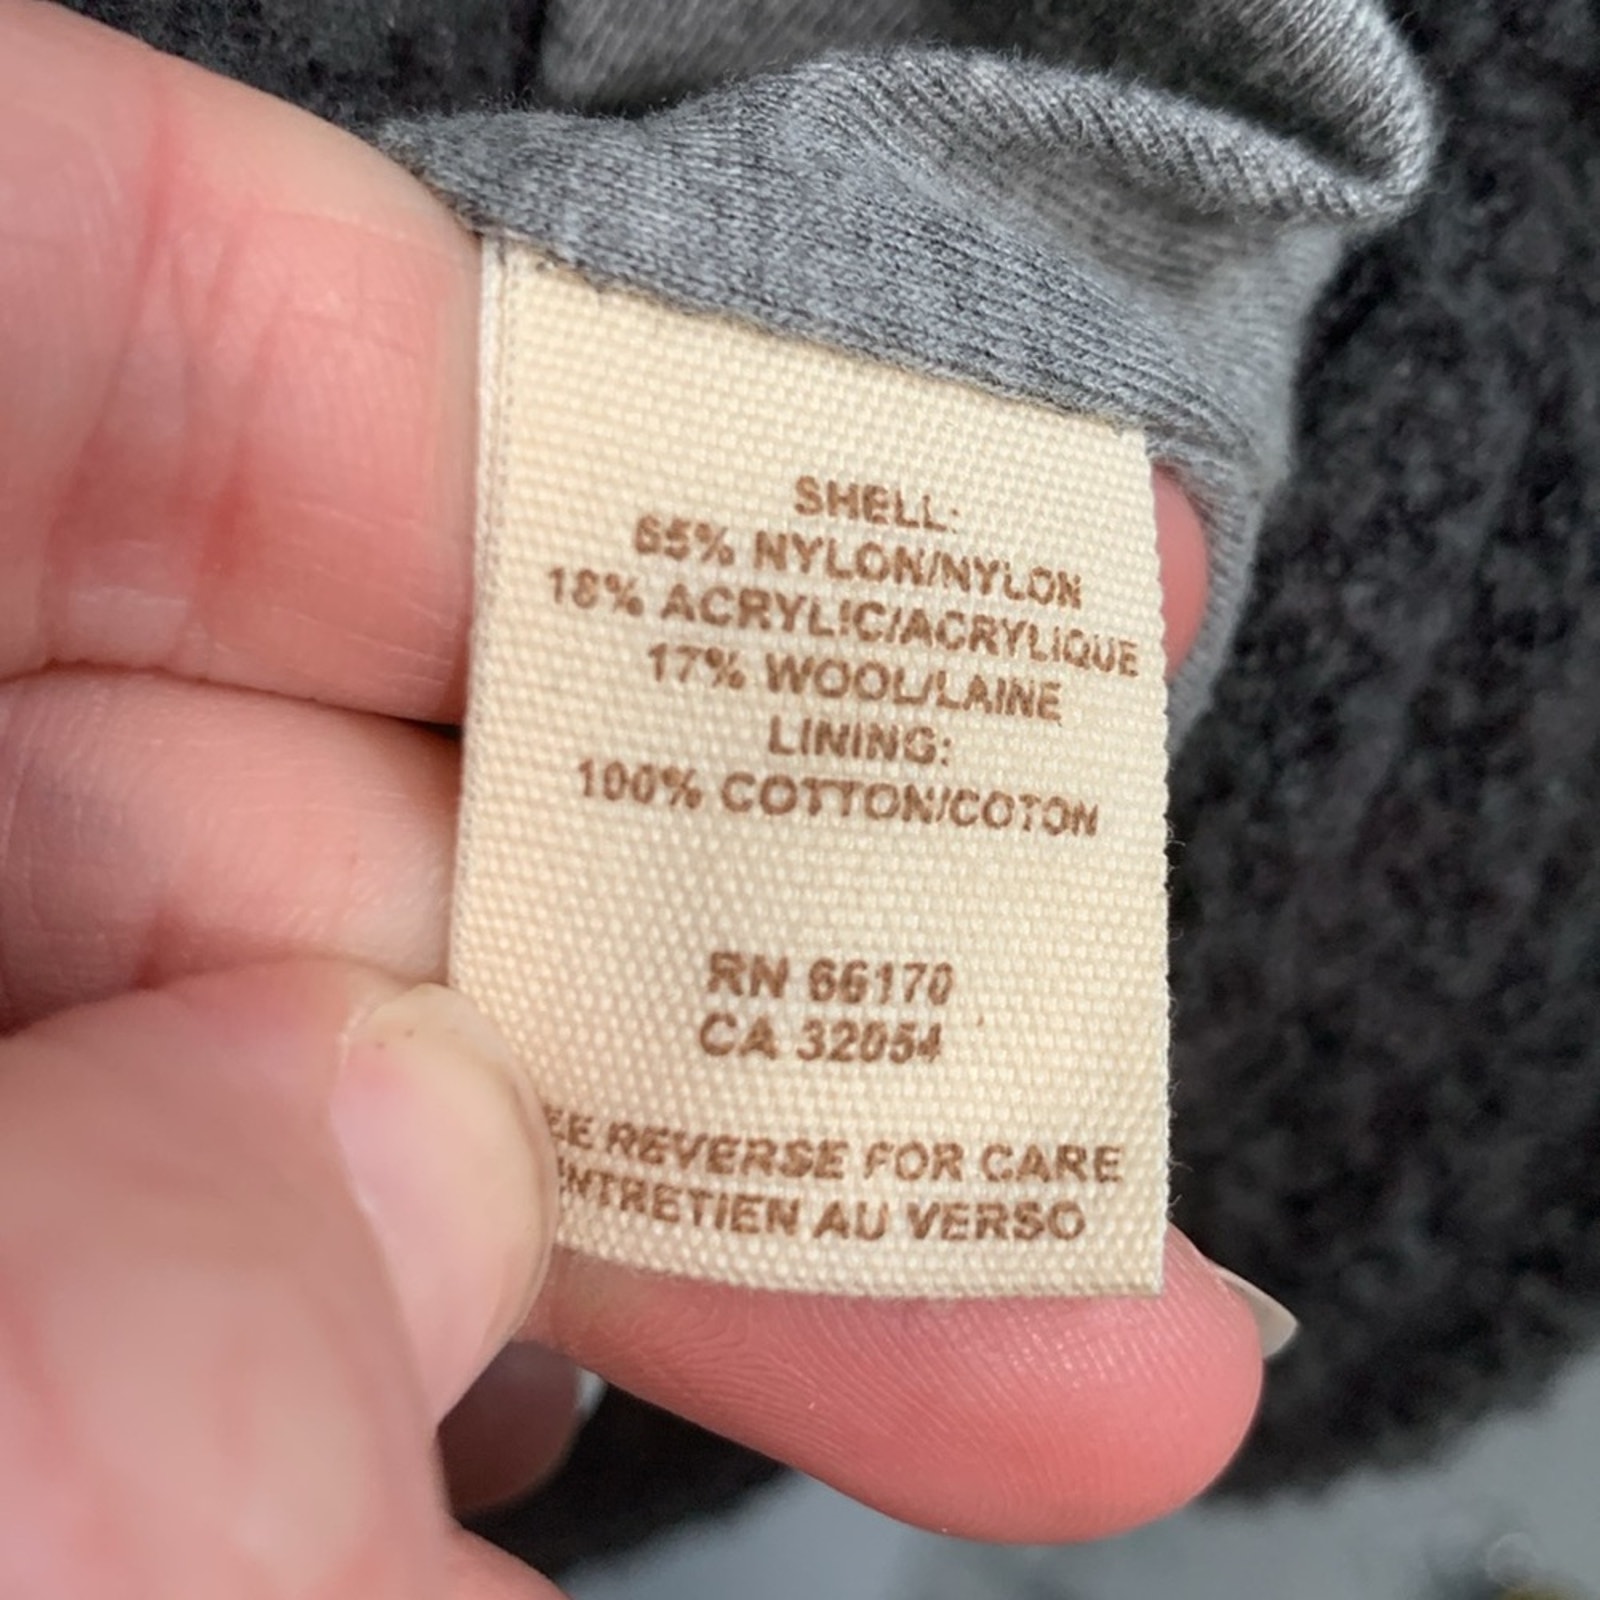 SHELL:
65% NYLON/NYLON
18% ACRYLIC/ACRYLIQUE
17% WOOL/LAINE
LINING:
100% COTTON/COTON
RN 66170
CA 32054
EE REVERSE FOR CARE
ENTRETIEN AU VERSO